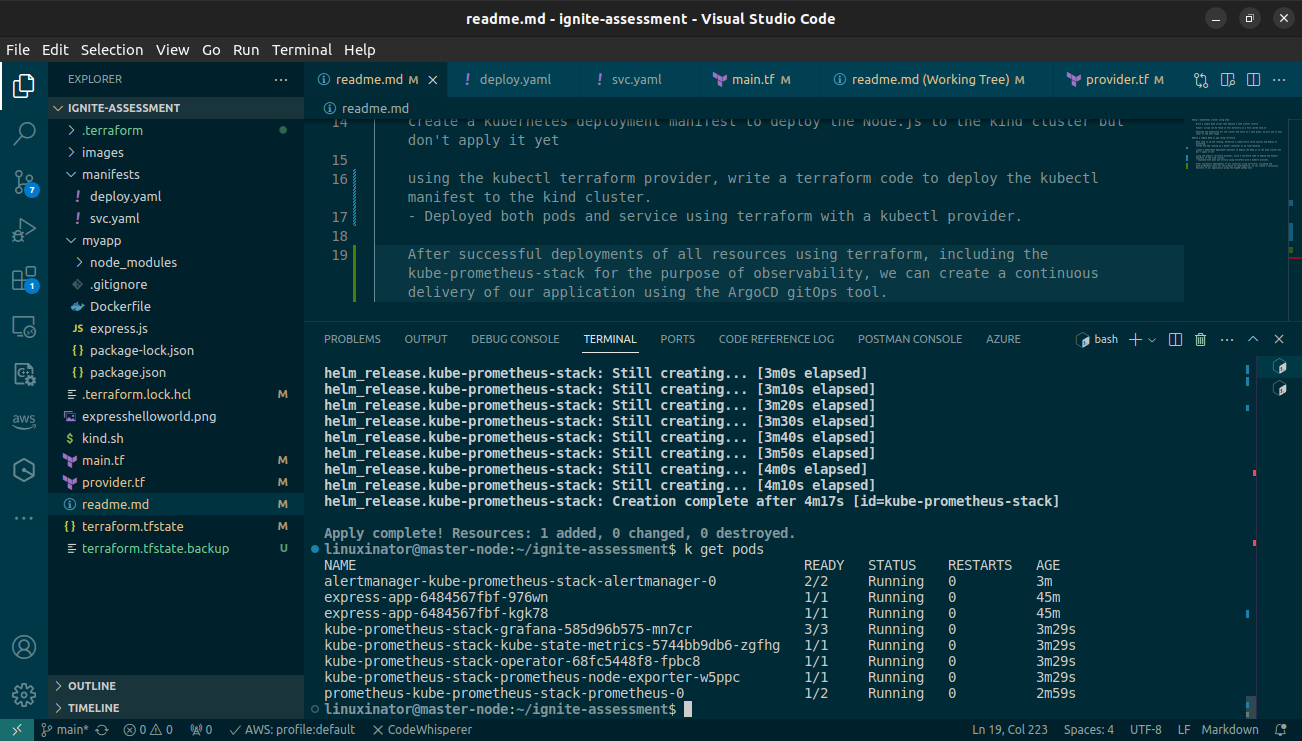 readme.md - ignite-assessment - Visual Studio Code
File Edit Selection View Go Run Terminal Help
EXPLORER
IGNITE-ASSESSMENT
.terraform
images
manifests
deploy.yaml
svc.yaml
myapp
node_modules
.gitignore
Dockerfile
JS express.js
{} package-lock.json
{} package.json
.terraform.lock.hcl M
expresshelloworld.png
$ kind.sh
main.tf M
provider.tf M
readme.md M
{} terraform.tfstate M
terraform.tfstate.backup U
OUTLINE
TIMELINE
7
1
aws
readme.md M
! deploy.yaml
! svc.yaml
main.tf M
readme.md (Working Tree) M
provider.tf M
readme.md
14 create a kubernetes deployment manifest to deploy the Node.js to the kind cluster but
don't apply it yet
15
16 using the kubectl terraform provider, write a terraform code to deploy the kubectl
manifest to the kind cluster.
17 - Deployed both pods and service using terraform with a kubectl provider.
18
19 After successful deployments of all resources using terraform, including the
kube-prometheus-stack for the purpose of observability, we can create a continuous
delivery of our application using the ArgoCD gitOps tool.
PROBLEMS OUTPUT DEBUG CONSOLE TERMINAL PORTS CODE REFERENCE LOG POSTMAN CONSOLE AZURE bash
helm_release.kube-prometheus-stack: Still creating... [3m0s elapsed]
helm_release.kube-prometheus-stack: Still creating... [3m10s elapsed]
helm_release.kube-prometheus-stack: Still creating... [3m20s elapsed]
helm_release.kube-prometheus-stack: Still creating... [3m30s elapsed]
helm_release.kube-prometheus-stack: Still creating... [3m40s elapsed]
helm_release.kube-prometheus-stack: Still creating... [3m50s elapsed]
helm_release.kube-prometheus-stack: Still creating... [4m0s elapsed]
helm_release.kube-prometheus-stack: Still creating... [4m10s elapsed]
helm_release.kube-prometheus-stack: Creation complete after 4m17s [id=kube-prometheus-stack]
Apply complete! Resources: 1 added, 0 changed, 0 destroyed.
linuxinator@master-node:~/ignite-assessment$ k get pods
NAME READY STATUS RESTARTS AGE
alertmanager-kube-prometheus-stack-alertmanager-0 2/2 Running 0 3m
express-app-6484567fbf-976wn 1/1 Running 0 45m
express-app-6484567fbf-kgk78 1/1 Running 0 45m
kube-prometheus-stack-grafana-585d96b575-mn7cr 3/3 Running 0 3m29s
kube-prometheus-stack-kube-state-metrics-5744bb9db6-zgfhg 1/1 Running 0 3m29s
kube-prometheus-stack-operator-68fc5448f8-fpbc8 1/1 Running 0 3m29s
kube-prometheus-stack-prometheus-node-exporter-w5ppc 1/1 Running 0 3m29s
prometheus-kube-prometheus-stack-prometheus-0 1/2 Running 0 2m59s
linuxinator@master-node:~/ignite-assessment$
main* 0 0 0 AWS: profile:default CodeWhisperer Ln 19, Col 223 Spaces: 4 UTF-8 LF Markdown